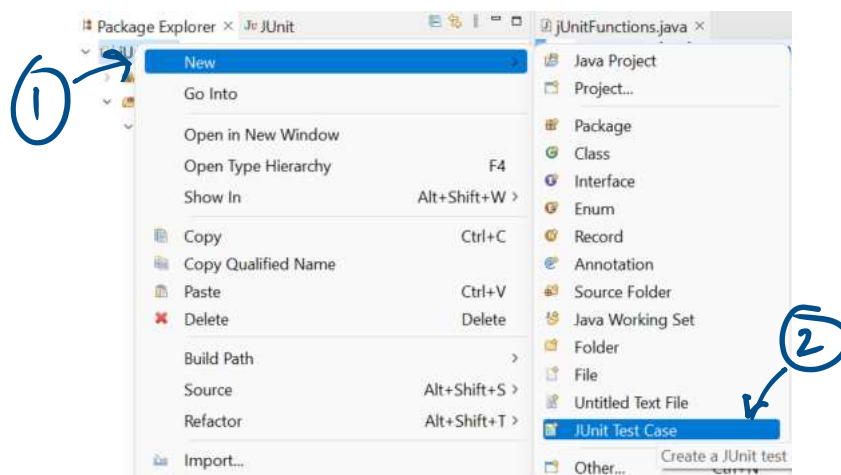 Package Explorer × JUnit
jUnitFunctions.java ×
1
New
Go Into
Open in New Window
Open Type Hierarchy F4
Show In Alt+Shift+W >
Copy Ctrl+C
Copy Qualified Name
Paste Ctrl+V
Delete Delete
Build Path >
Source Alt+Shift+S >
Refactor Alt+Shift+T >
Import...
Java Project
Project...
Package
Class
Interface
Enum
Record
Annotation
Source Folder
Java Working Set
Folder
File
Untitled Text File
JUnit Test Case
Create a JUnit test
Other...
2